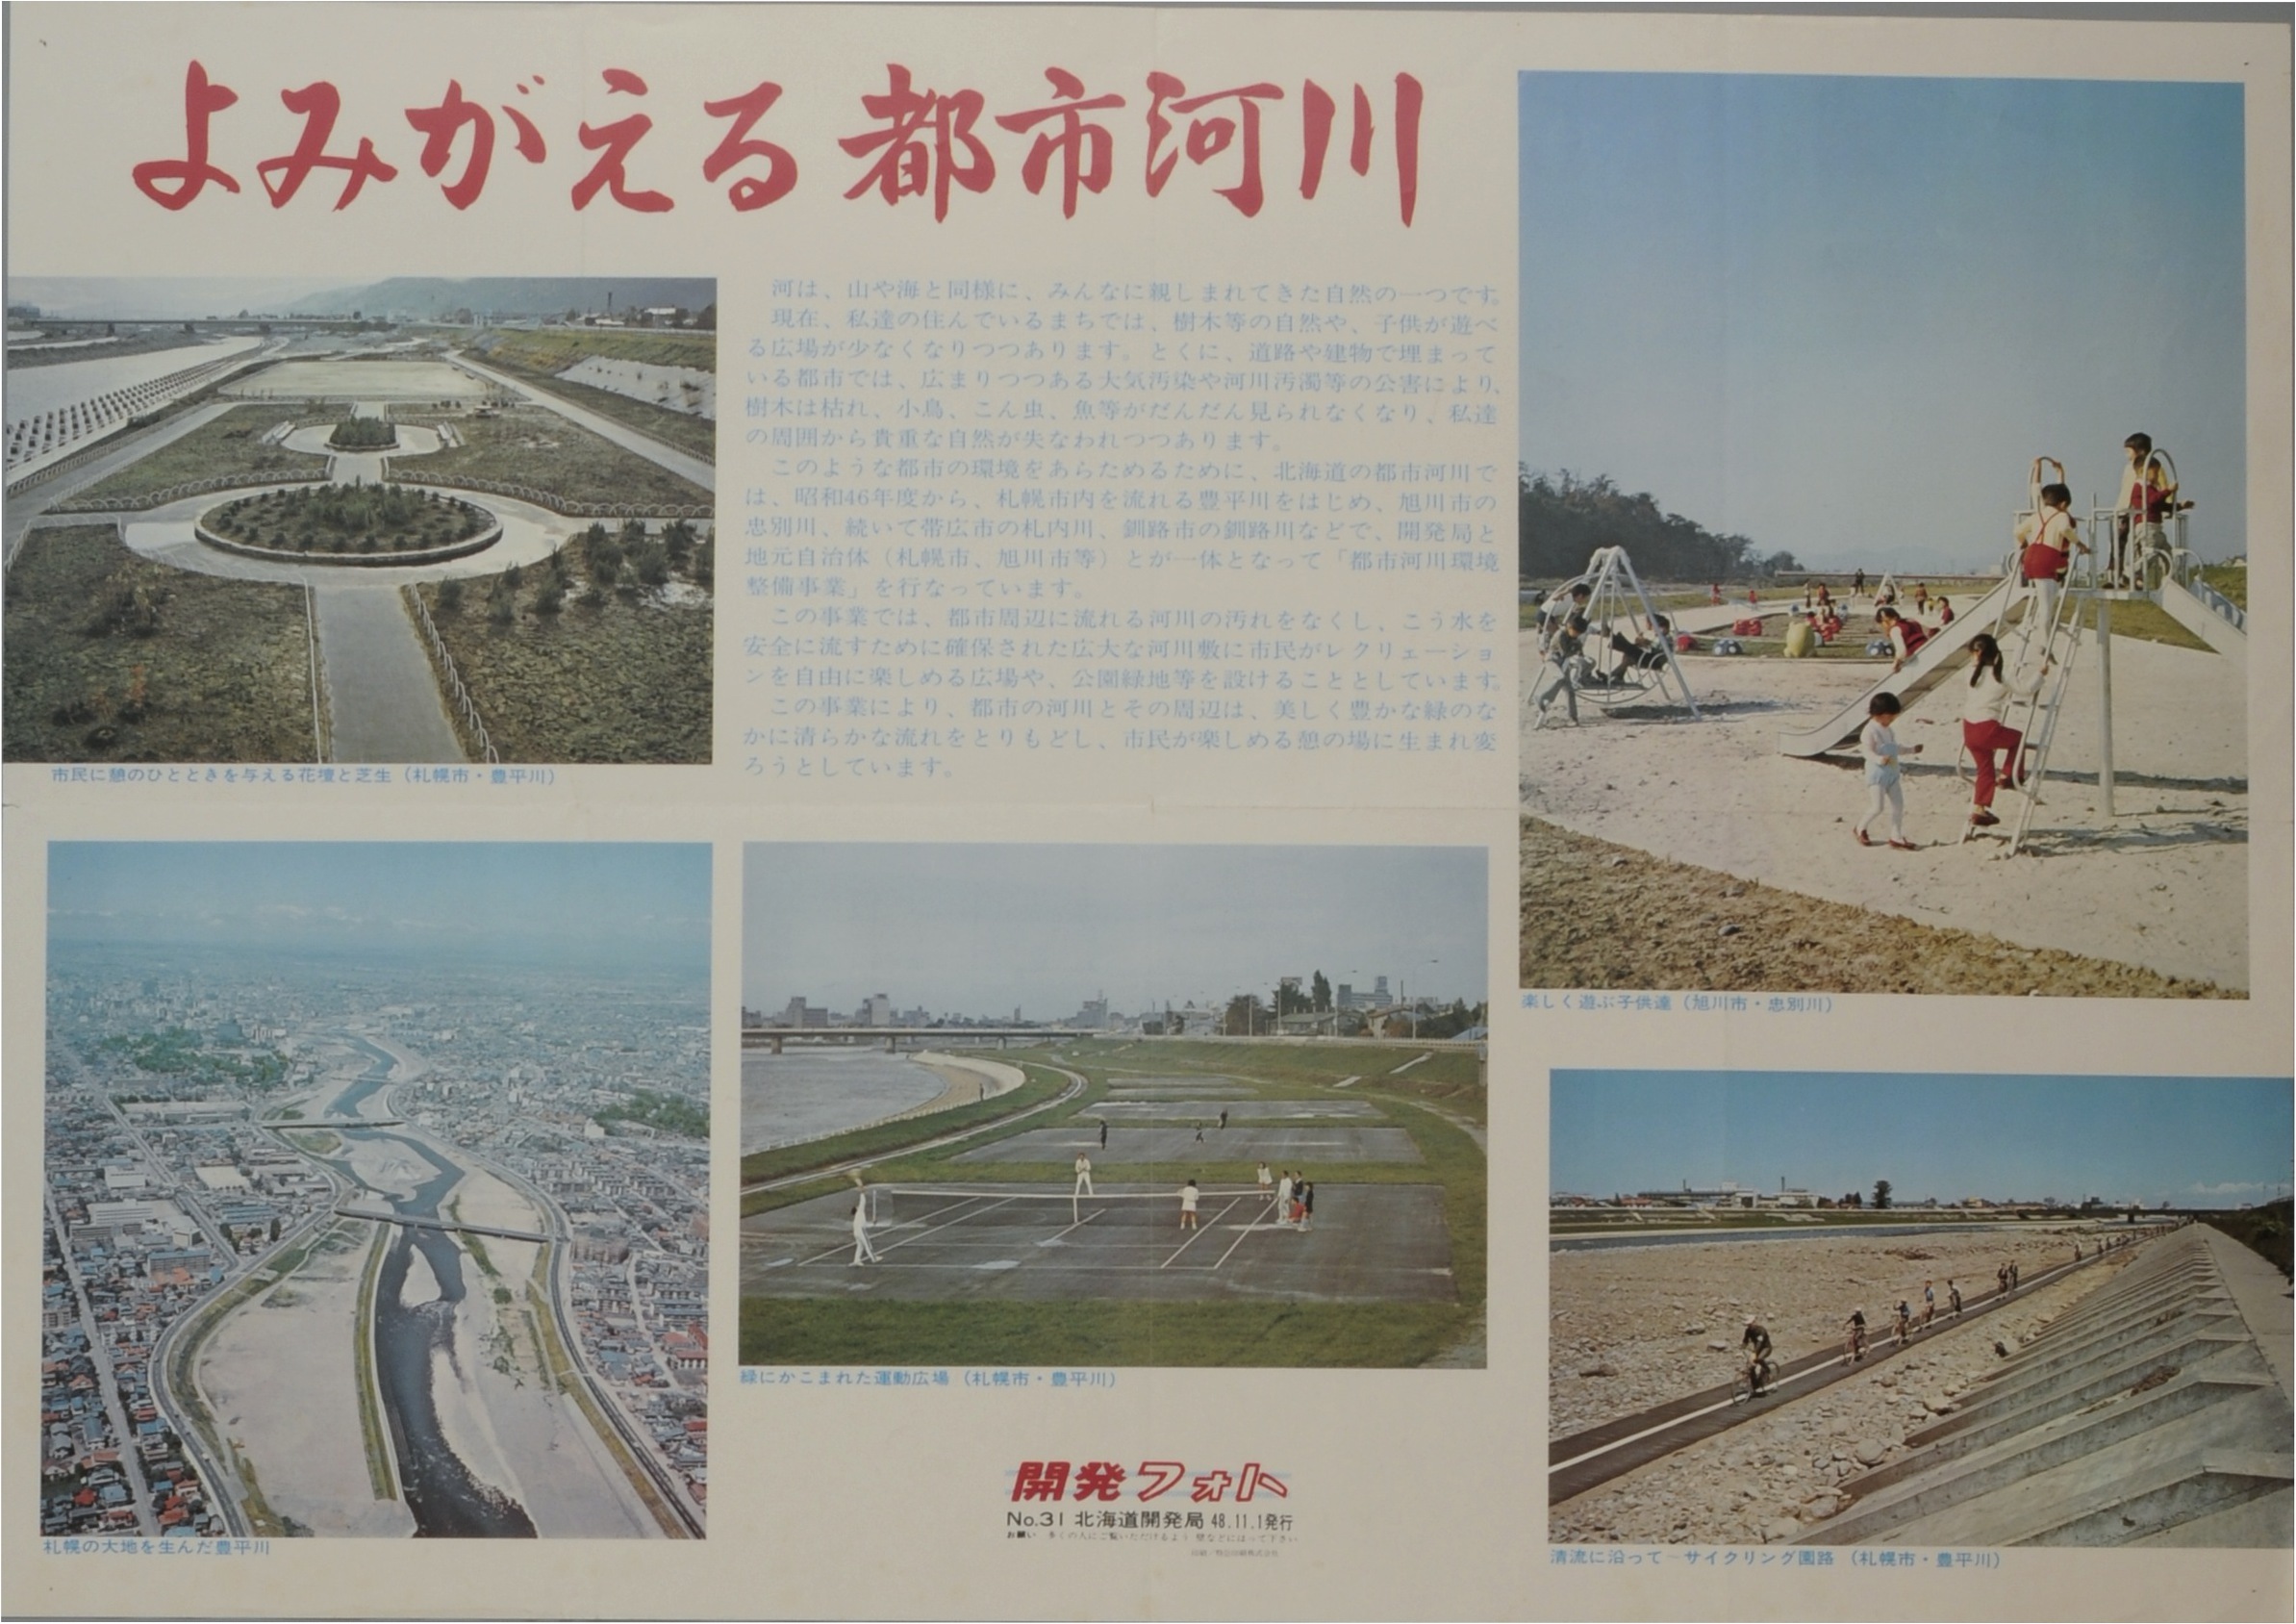 よみがえる都市河川
河は、山や海と同様に、みんなに親しまれてきた自然の一つです。
現在、私達の住んでいるまちでは、樹木等の自然や、子供が遊べ
る広場が少なくなりつつあります。とくに、道路や建物で埋まって
いる都市では、広まりつつある大気汚染や河川汚濁等の公害により、
樹木は枯れ、小鳥、こん虫、魚等がだんだん見られなくなり、私達
の周囲から貴重な自然が失なわれつつあります。
このような都市の環境をあらためるために、北海道の都市河川で
は、昭和46年度から、札幌市内を流れる豊平川をはじめ、旭川市の
忠別川、続いて帯広市の札内川、釧路市の釧路川などで、開発局と
地元自治体（札幌市、旭川市等）とが一体となって「都市河川環境
整備事業」を行なっています。
この事業では、都市周辺に流れる河川の汚れをなくし、こう水を
安全に流すために確保された広大な河川敷に市民がレクリェーショ
ンを自由に楽しめる広場や、公園緑地等を設けることとしています。
この事業により、都市の河川とその周辺は、美しく豊かな緑のな
かに清らかな流れをとりもどし、市民が楽しめる憩の場に生まれ変
ろうとしています。
市民に憩のひとときを与える花壇と芝生（札幌市・豊平川）
楽しく遊ぶ子供達（旭川市・忠別川）
札幌の大地を生んだ豊平川
緑にかこまれた運動広場（札幌市・豊平川）
清流に沿って～サイクリング園路（札幌市・豊平川）
開発フォト
No.31 北海道開発局 48.11.1発行
お願い 多くの人にご覧いただけるよう 壁などにはって下さい